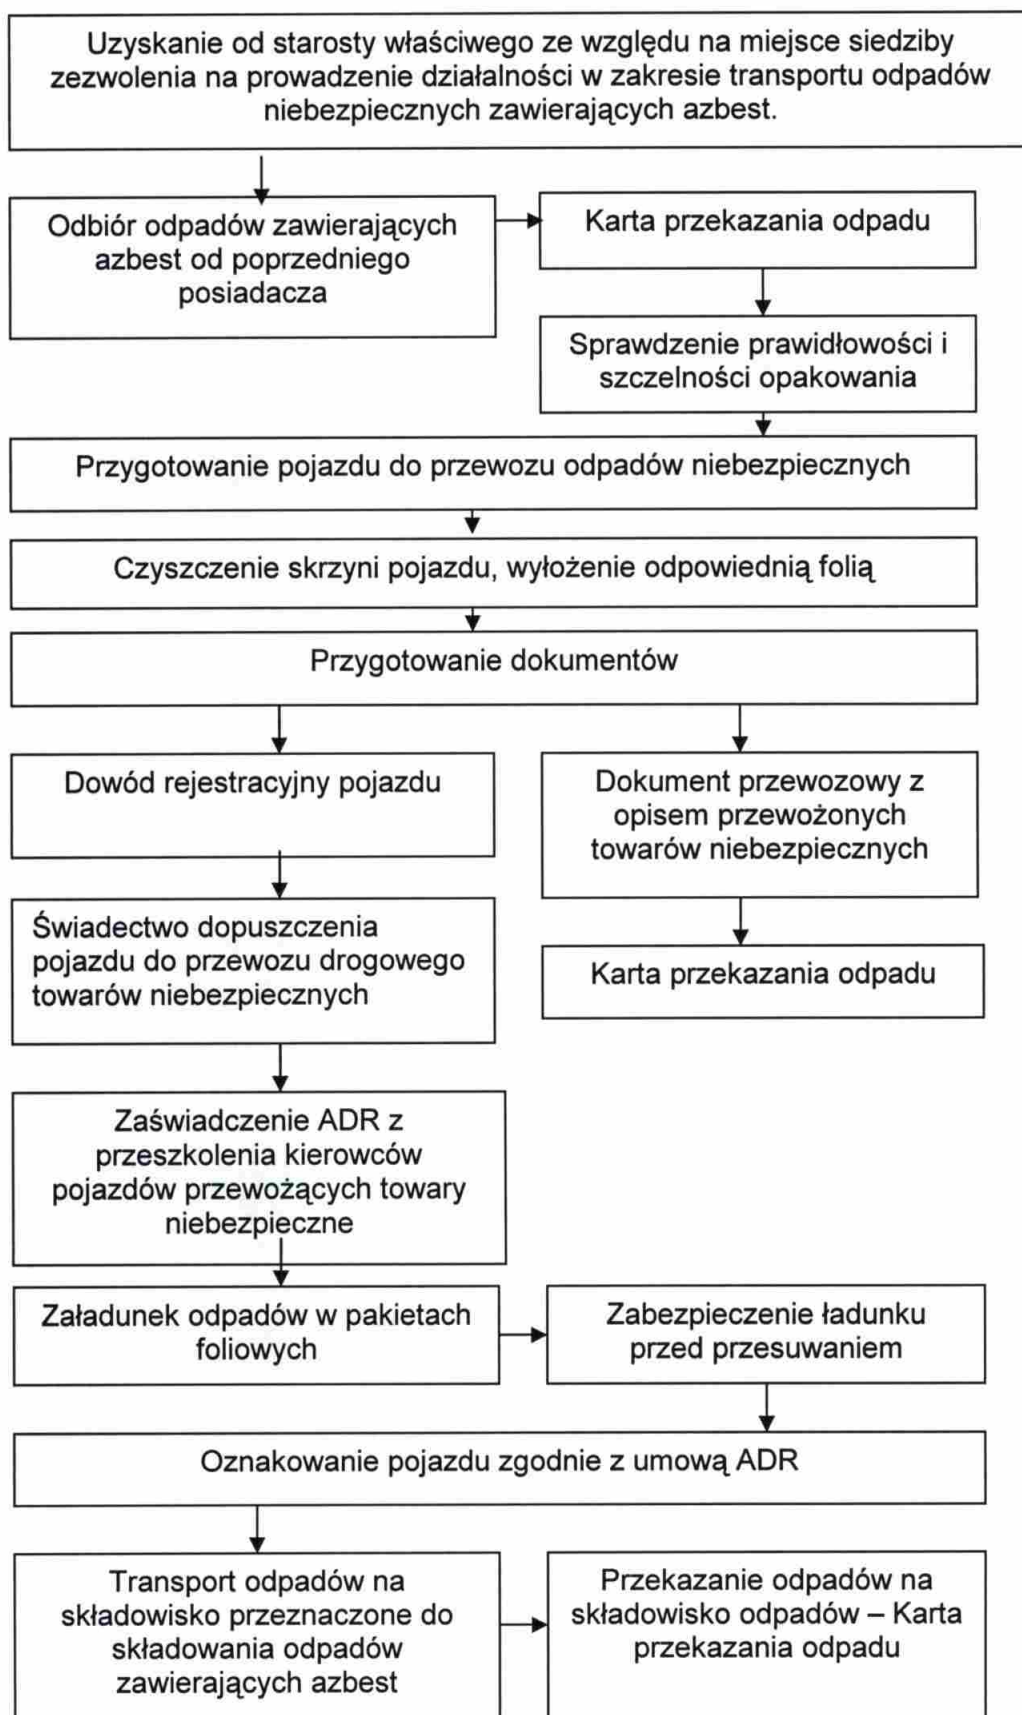 Uzyskanie od starosty właściwego ze względu na miejsce siedziby
zezwolenia na prowadzenie działalności w zakresie transportu odpadów
niebezpiecznych zawierających azbest.
Odbiór odpadów zawierających
azbest od poprzedniego
posiadacza
Karta przekazania odpadu
Sprawdzenie prawidłowości i
szczelności opakowania
Przygotowanie pojazdu do przewozu odpadów niebezpiecznych
Czyszczenie skrzyni pojazdu, wyłożenie odpowiednią folią
Przygotowanie dokumentów
Dowód rejestracyjny pojazdu
Dokument przewozowy z
opisem przewożonych
towarów niebezpiecznych
Świadectwo dopuszczenia
pojazdu do przewozu drogowego
towarów niebezpiecznych
Karta przekazania odpadu
Zaświadczenie ADR z
przeszkolenia kierowców
pojazdów przewożących towary
niebezpieczne
Załadunek odpadów w pakietach
foliowych
Zabezpieczenie ładunku
przed przesuwaniem
Oznakowanie pojazdu zgodnie z umową ADR
Transport odpadów na
składowisko przeznaczone do
składowania odpadów
zawierających azbest
Przekazanie odpadów na
składowisko odpadów – Karta
przekazania odpadu